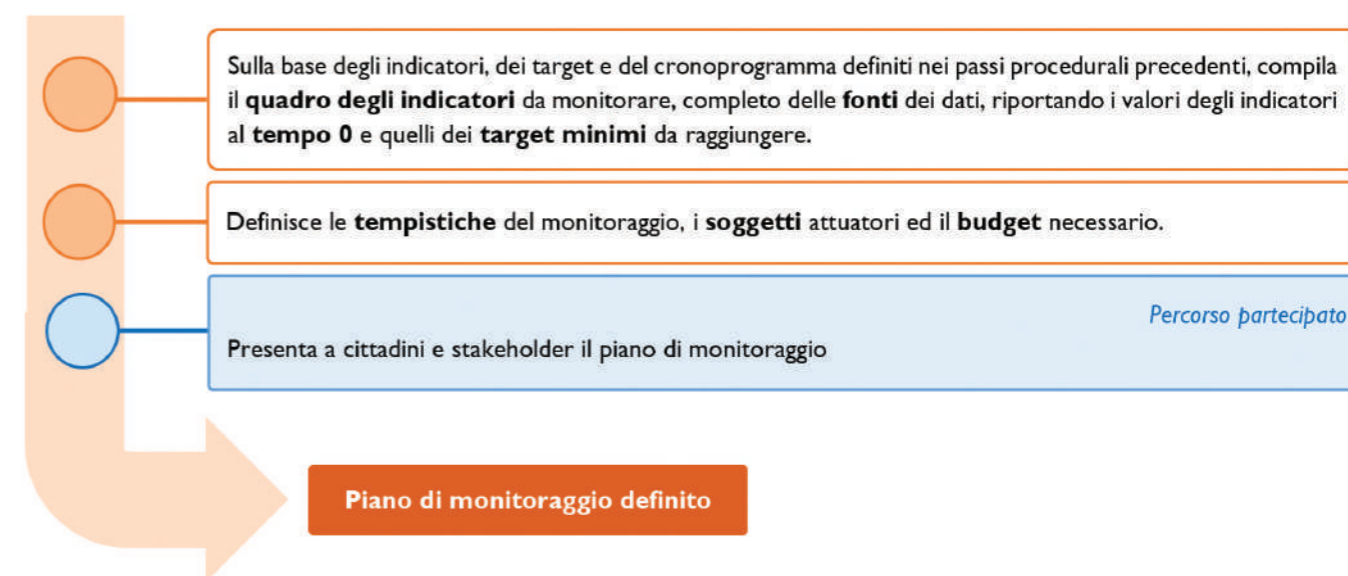 Sulla base degli indicatori, dei target e del cronoprogramma definiti nei passi procedurali precedenti, compila
il quadro degli indicatori da monitorare, completo delle fonti dei dati, riportando i valori degli indicatori
al tempo 0 e quelli dei target minimi da raggiungere.
Definisce le tempistiche del monitoraggio, i soggetti attuatori ed il budget necessario.
Percorso partecipato
Presenta a cittadini e stakeholder il piano di monitoraggio
Piano di monitoraggio definito